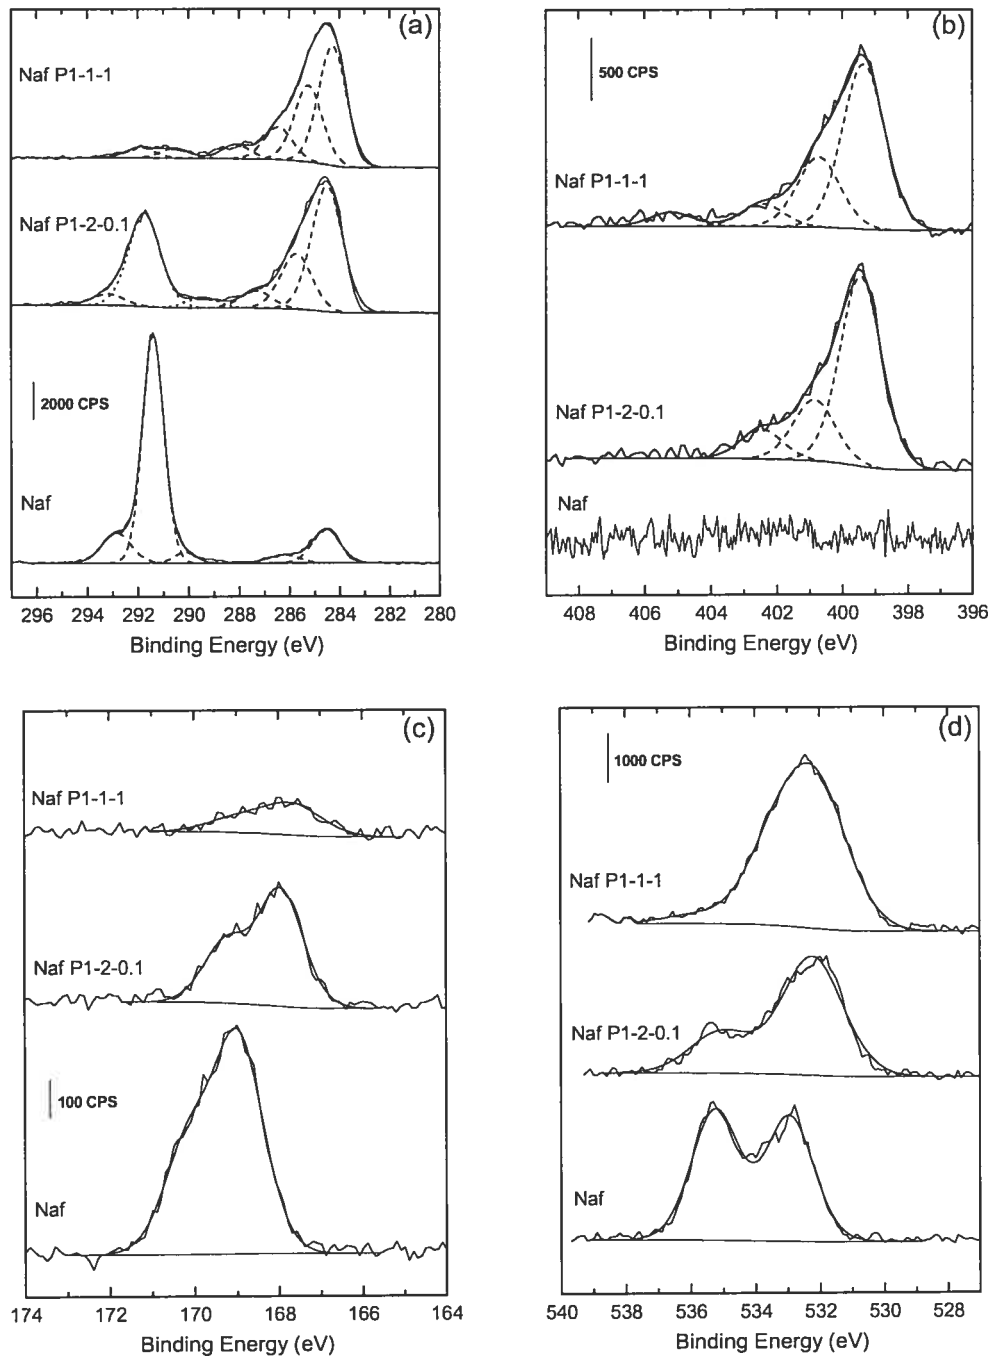 (a)
Naf P1-1-1
Naf P1-2-0.1
2000 CPS
Naf
296 294 292 290 288 286 284 282 280
Binding Energy (eV)
(b)
500 CPS
Naf P1-1-1
Naf P1-2-0.1
Naf
408 406 404 402 400 398 396
Binding Energy (eV)
(c)
Naf P1-1-1
Naf P1-2-0.1
100 CPS
Naf
174 172 170 168 166 164
Binding Energy (eV)
(d)
1000 CPS
Naf P1-1-1
Naf P1-2-0.1
Naf
540 538 536 534 532 530 528
Binding Energy (eV)